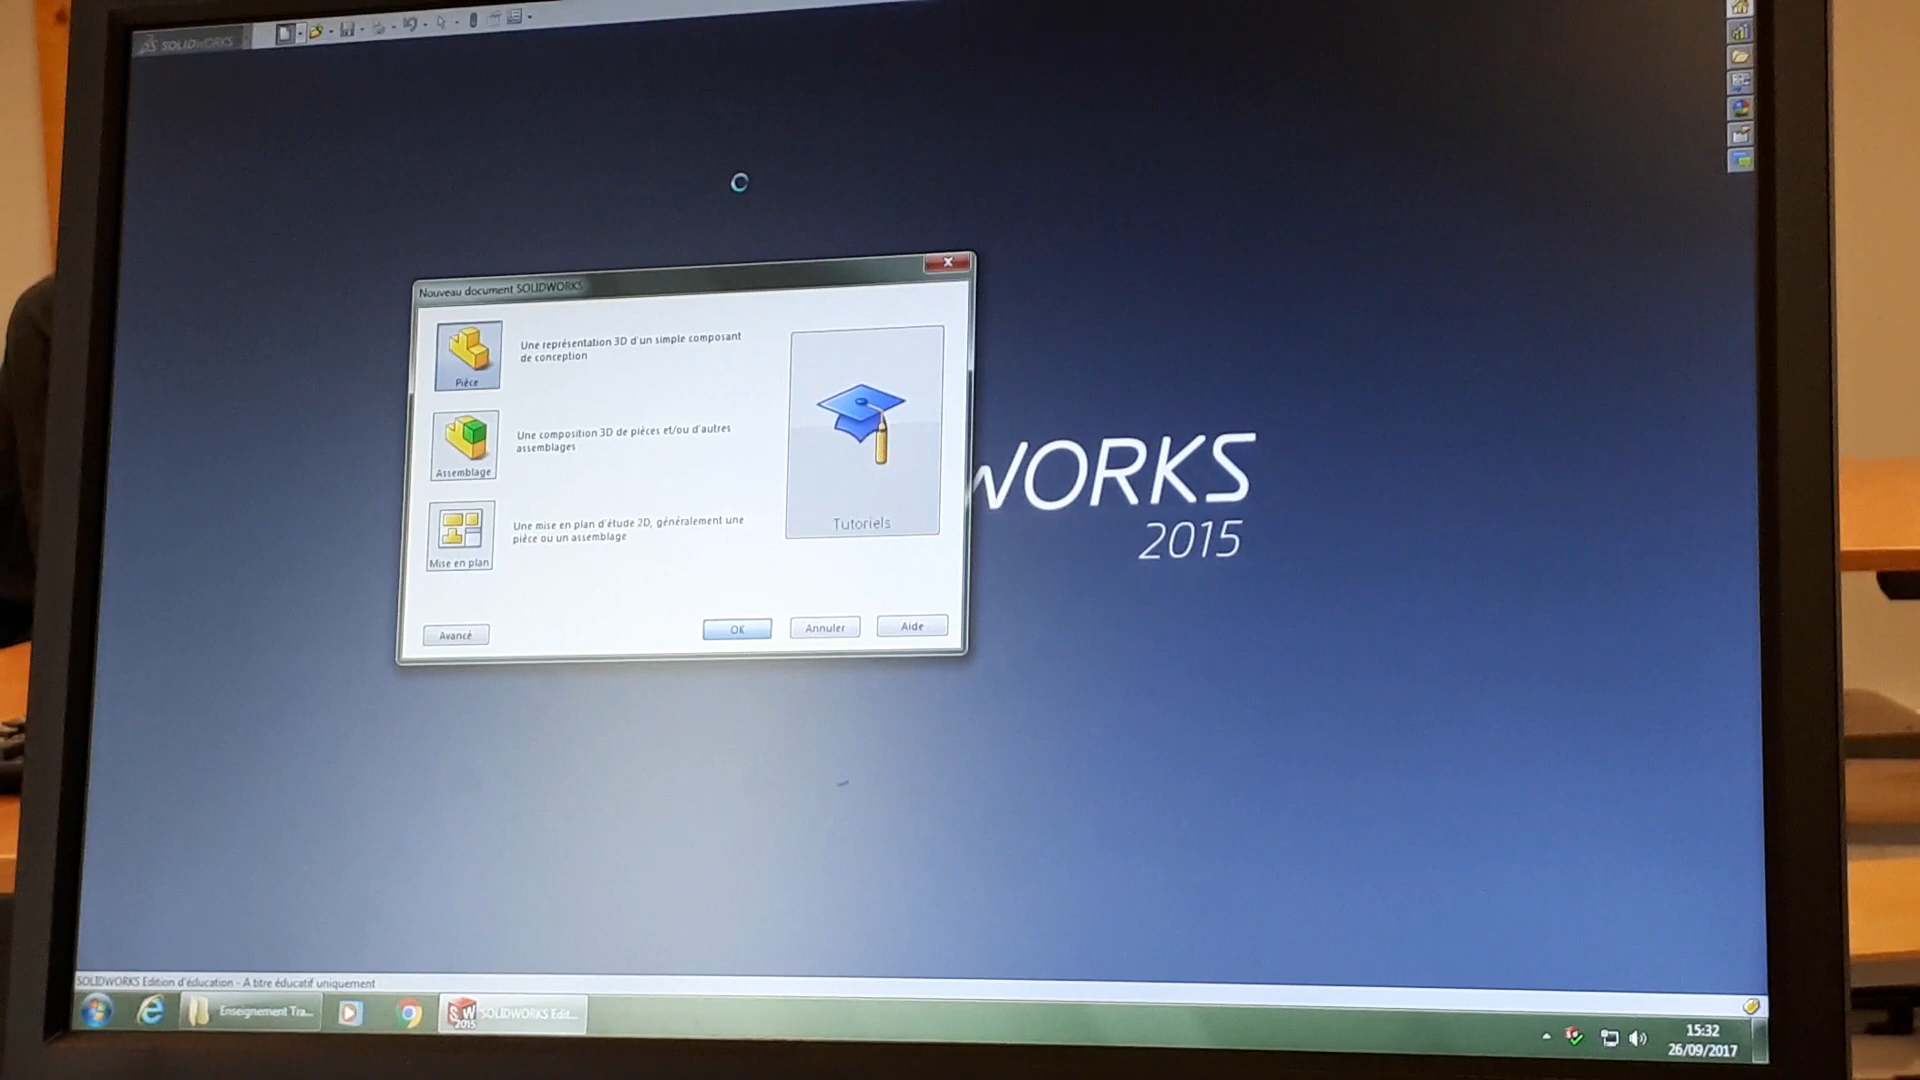 SOLIDWORKS
Nouveau document SOLIDWORKS
Une représentation 3D d'un simple composant
de conception
Pièce
Une composition 3D de pièces et/ou d'autres
assemblages
Assemblage
Une mise en plan d'étude 2D, généralement une
pièce ou un assemblage
Mise en plan
Tutoriels
Avancé
OK
Annuler
Aide
WORKS
2015
SOLIDWORKS Edition d'éducation - A titre éducatif uniquement
Enseignement Tra...
SW
2015
SOLIDWORKS Edit...
15:32
26/09/2017